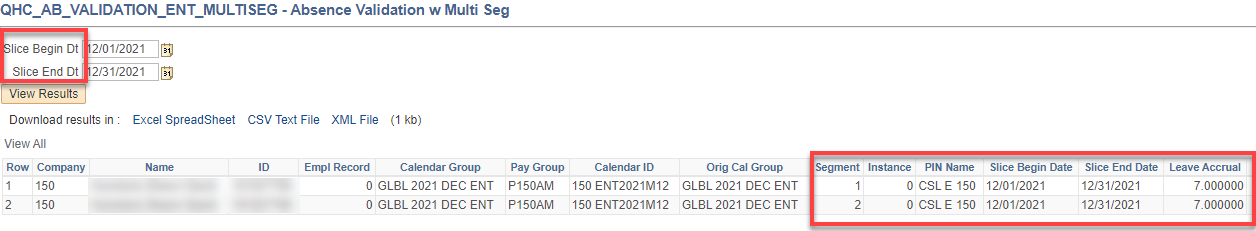 QHC_AB_VALIDATION_ENT_MULTISEG - Absence Validation w Multi Seg
Slice Begin Dt 12/01/2021 31
Slice End Dt 12/31/2021 31
View Results
Download results in : Excel SpreadSheet CSV Text File XML File (1 kb)
View All
Row Company Name ID Empl Record Calendar Group Pay Group Calendar ID Orig Cal Group Segment Instance PIN Name Slice Begin Date Slice End Date Leave Accrual
1 150 0 GLBL 2021 DEC ENT P150AM 150 ENT2021M12 GLBL 2021 DEC ENT 1 0 CSL E 150 12/01/2021 12/31/2021 7.000000
2 150 0 GLBL 2021 DEC ENT P150AM 150 ENT2021M12 GLBL 2021 DEC ENT 2 0 CSL E 150 12/01/2021 12/31/2021 7.000000